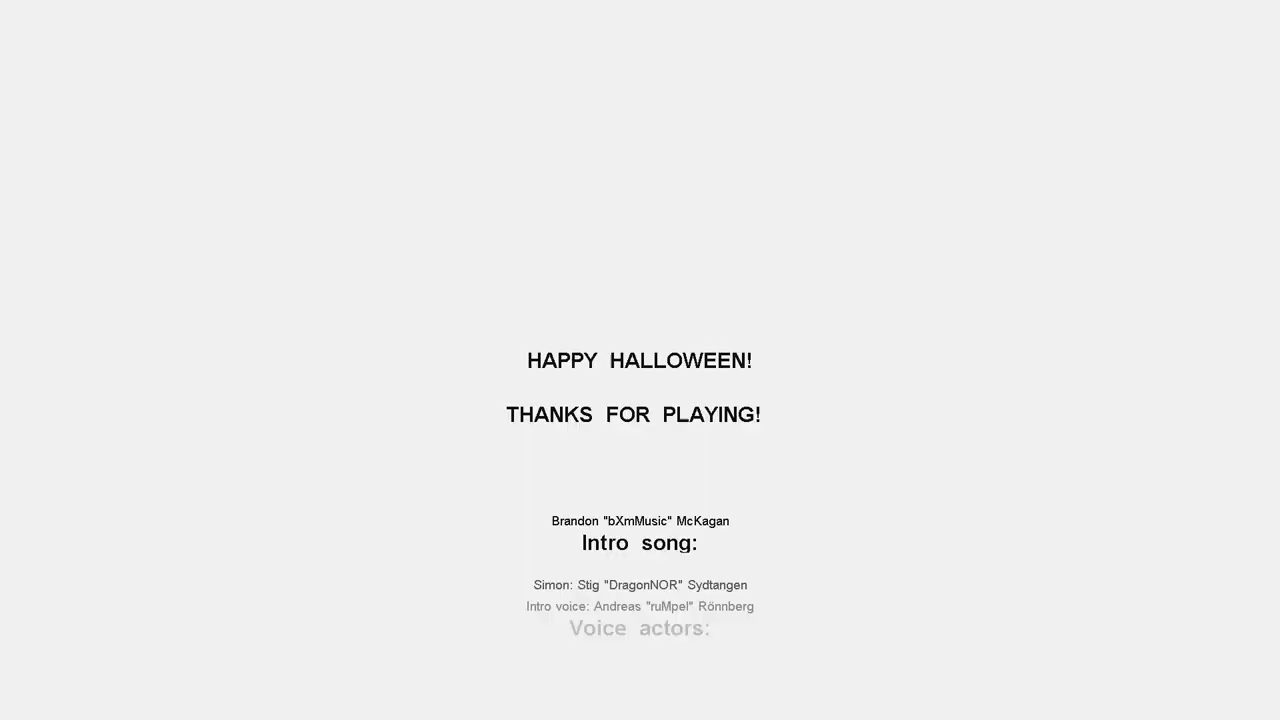 HAPPY HALLOWEEN!
THANKS FOR PLAYING!
Brandon "bXmMusic" McKagan
Intro song:
Simon: Stig "DragonNOR" Sydtangen
Intro voice: Andreas "ruMpel" Rönnberg
Voice actors: